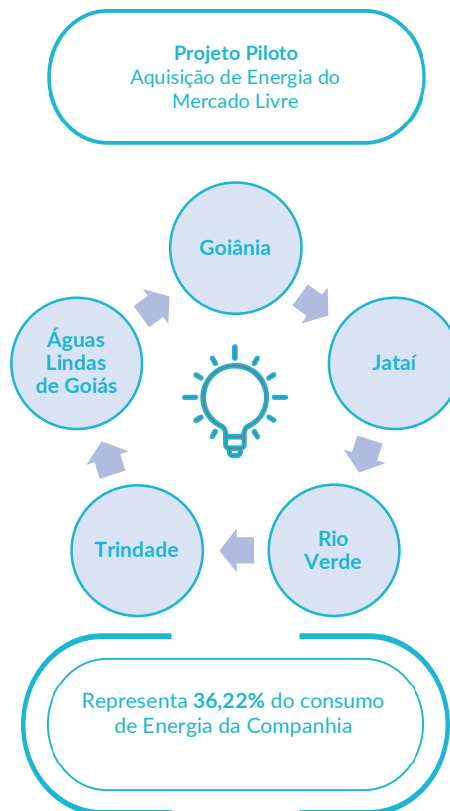 Projeto Piloto
Aquisição de Energia do
Mercado Livre
Goiânia
Águas
Lindas
de Goiás
Jataí
Trindade
Rio
Verde
Representa 36,22% do consumo
de Energia da Companhia